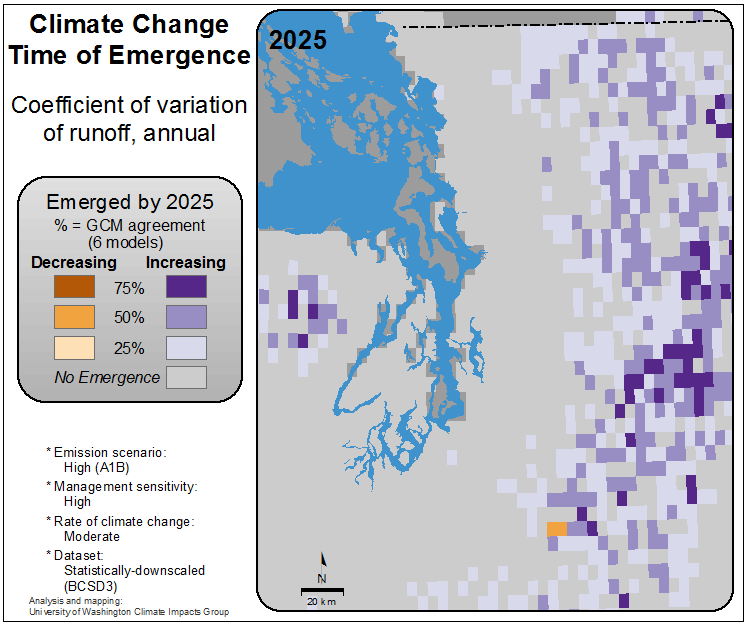 Climate Change
Time of Emergence
Coefficient of variation
of runoff, annual
Emerged by 2025
% = GCM agreement
(6 models)
Decreasing Increasing
75%
50%
25%
No Emergence
* Emission scenario:
High (A1B)
* Management sensitivity:
High
* Rate of climate change:
Moderate
* Dataset:
Statistically-downscaled
(BCSD3)
Analysis and mapping:
University of Washington Climate Impacts Group
2025
N
20 km